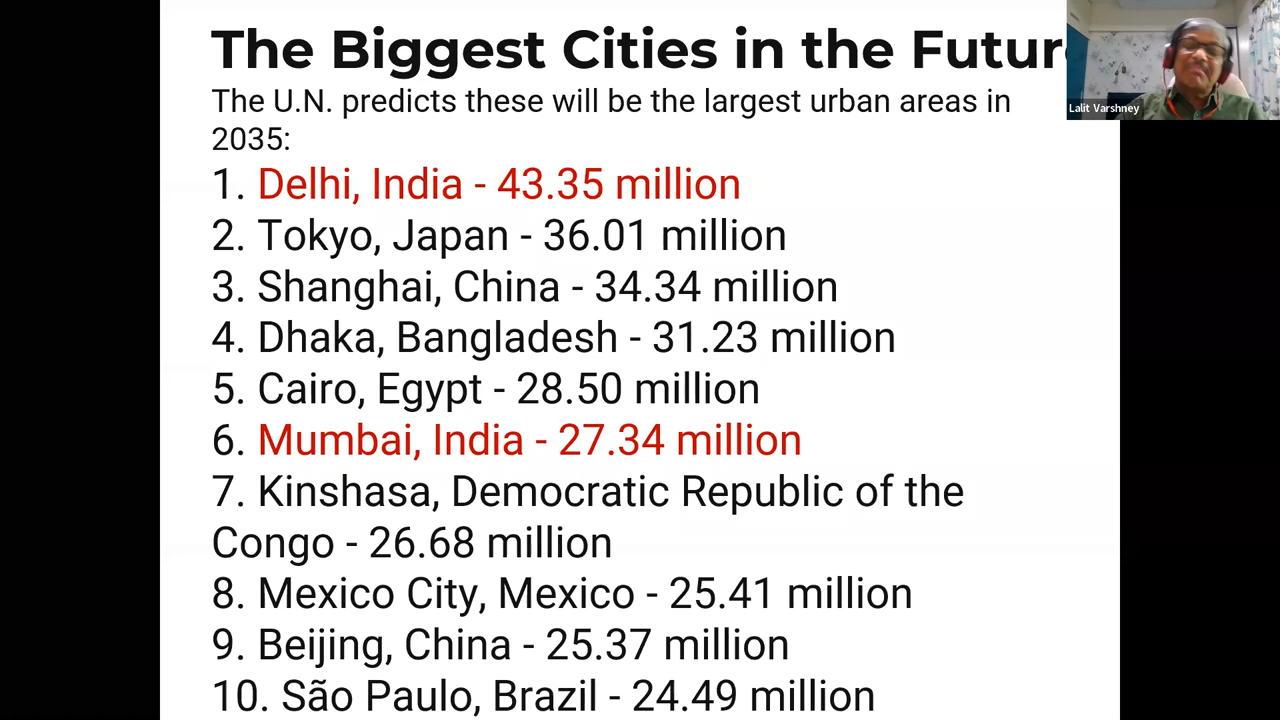 The Biggest Cities in the Futur
The U.N. predicts these will be the largest urban areas in
2035:
1. Delhi, India - 43.35 million
2. Tokyo, Japan - 36.01 million
3. Shanghai, China - 34.34 million
4. Dhaka, Bangladesh - 31.23 million
5. Cairo, Egypt - 28.50 million
6. Mumbai, India - 27.34 million
7. Kinshasa, Democratic Republic of the
Congo - 26.68 million
8. Mexico City, Mexico - 25.41 million
9. Beijing, China - 25.37 million
10. São Paulo, Brazil - 24.49 million
Lalit Varshney